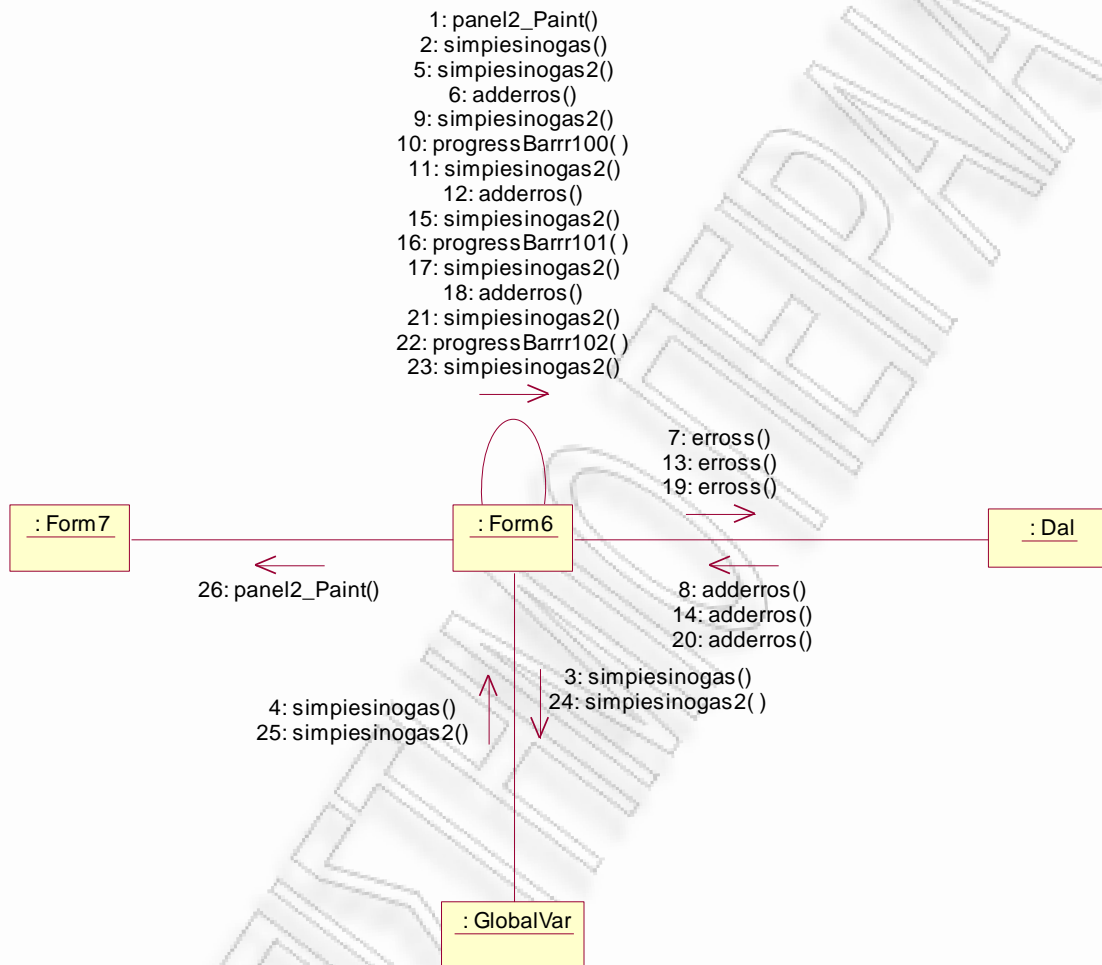 1: panel2_Paint()
2: simpiesinogas()
5: simpiesinogas2()
6: adderros()
9: simpiesinogas2()
10: progressBarrr100( )
11: simpiesinogas2()
12: adderros()
15: simpiesinogas2()
16: progressBarrr101( )
17: simpiesinogas2()
18: adderros()
21: simpiesinogas2()
22: progressBarrr102( )
23: simpiesinogas2()
7: erross()
13: erross()
19: erross()
: Form7
: Form6
: Dal
26: panel2_Paint()
8: adderros()
14: adderros()
20: adderros()
3: simpiesinogas()
24: simpiesinogas2( )
4: simpiesinogas()
25: simpiesinogas2()
: GlobalVar